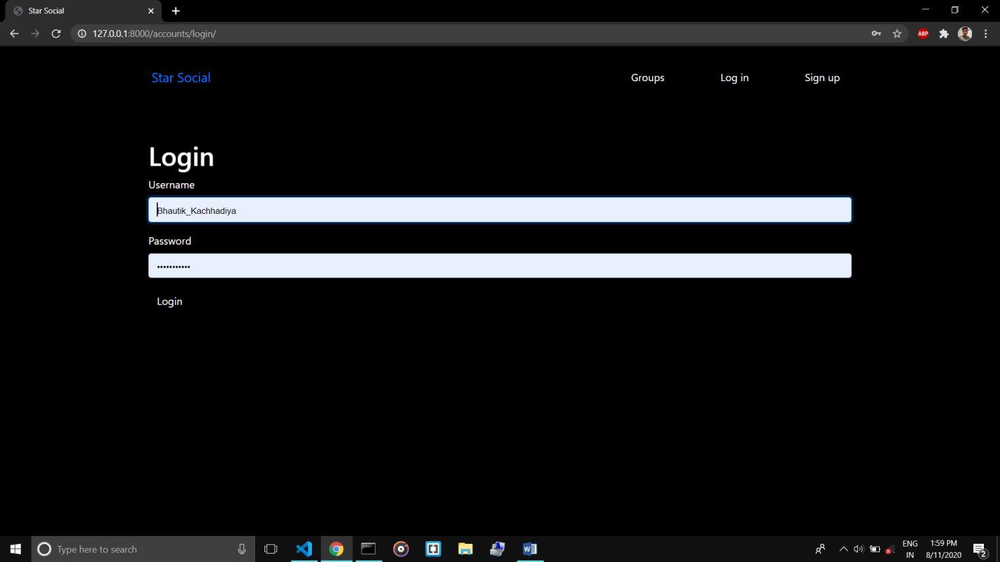 Star Social
127.0.0.1:8000/accounts/login/
ABP
Star Social Groups Log in Sign up
Login
Username
Bhautik_Kachhadiya
Password
•••••••••••
Login
Type here to search
ENG 1:59 PM
IN 8/11/2020 2